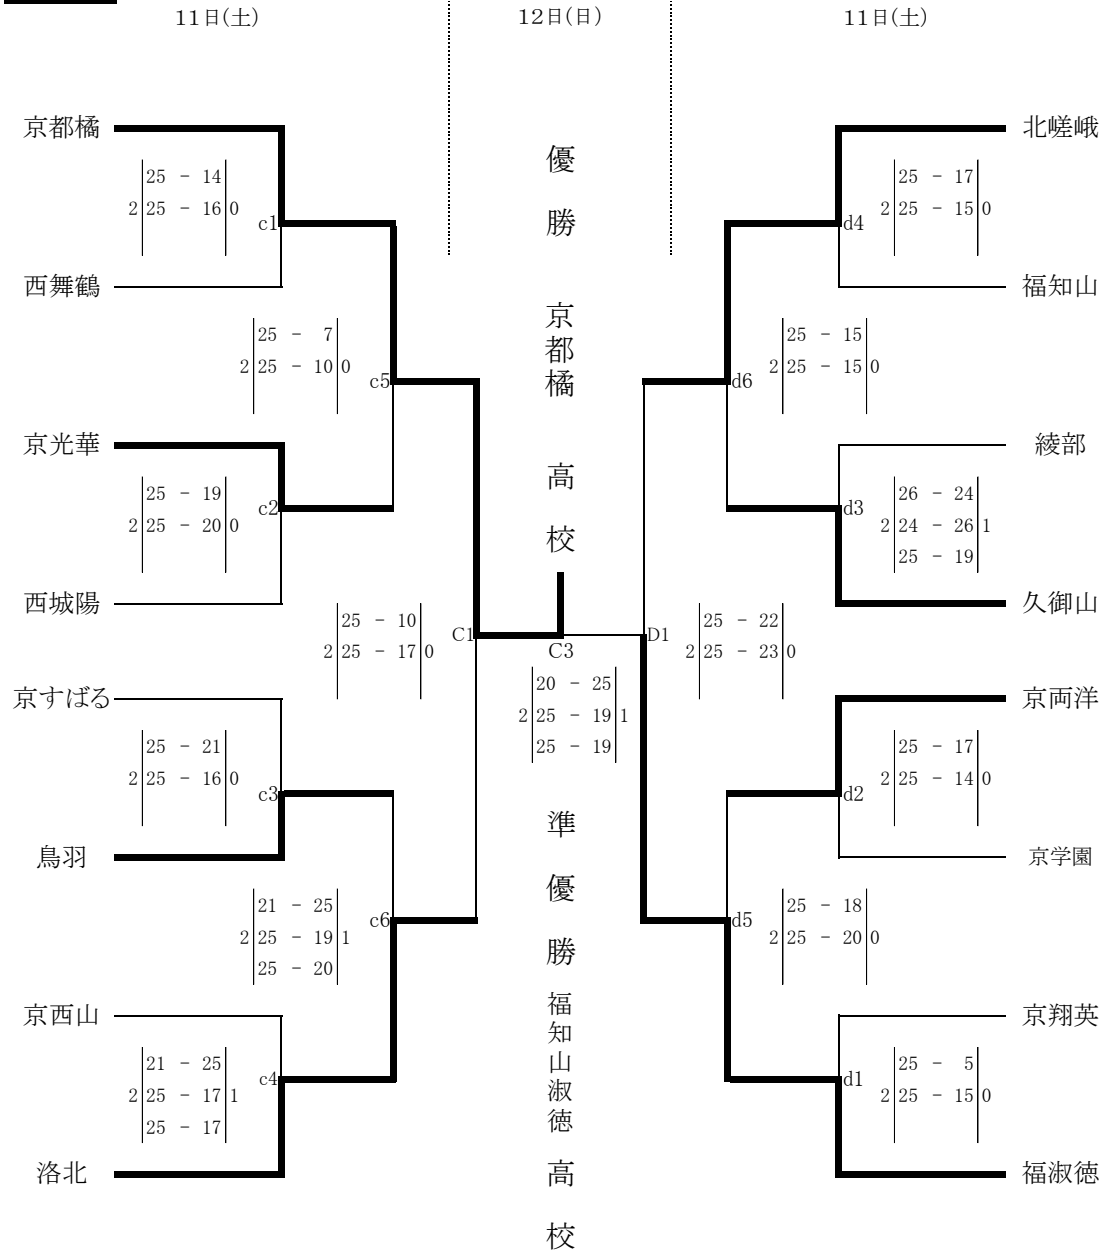 11日(土)
12日(日)
11日(土)
京都橘
25 - 14
2 25 - 16 0
c1
西舞鶴
25 - 7
2 25 - 10 0
c5
京光華
25 - 19
2 25 - 20 0
c2
西城陽
25 - 10
2 25 - 17 0
C1
京すばる
25 - 21
2 25 - 16 0
c3
鳥羽
21 - 25
2 25 - 19 1
25 - 20
c6
京西山
21 - 25
2 25 - 17 1
25 - 17
c4
洛北
優勝
京都橘
高校
C3
20 - 25
2 25 - 19 1
25 - 19
準優勝
福知山淑徳
高校
北嵯峨
25 - 17
d4
2 25 - 15 0
福知山
25 - 15
d6
2 25 - 15 0
綾部
26 - 24
d3
2 24 - 26 1
25 - 19
久御山
D1
25 - 22
2 25 - 23 0
京両洋
25 - 17
d2
2 25 - 14 0
京学園
25 - 18
d5
2 25 - 20 0
京翔英
25 - 5
d1
2 25 - 15 0
福淑徳